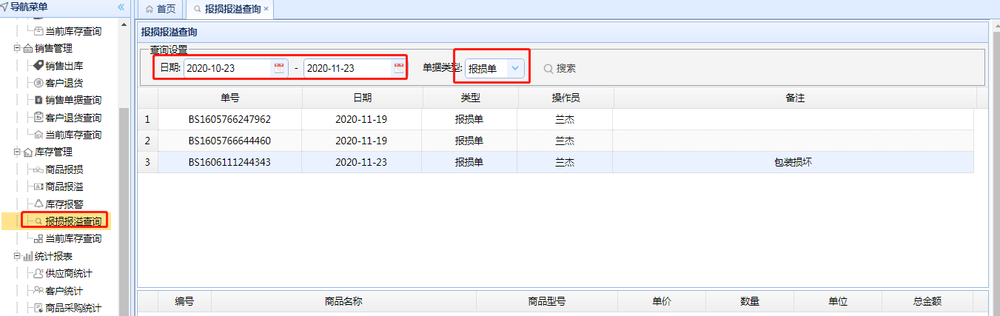 导航菜单
当前库存查询
销售管理
销售出库
客户退货
销售单据查询
客户退货查询
当前库存查询
库存管理
商品报损
商品报溢
库存报警
报损报溢查询
当前库存查询
统计报表
供应商统计
客户统计
商品采购统计
首页 报损报溢查询 ×
报损报溢查询
查询设置
日期: 2020-10-23 - 2020-11-23 单据类型: 报损单 搜索
单号 日期 类型 操作员 备注
1 BS1605766247962 2020-11-19 报损单 兰杰
2 BS1605766644460 2020-11-19 报损单 兰杰
3 BS1606111244343 2020-11-23 报损单 兰杰 包装损坏
编号 商品名称 商品型号 单价 数量 单位 总金额